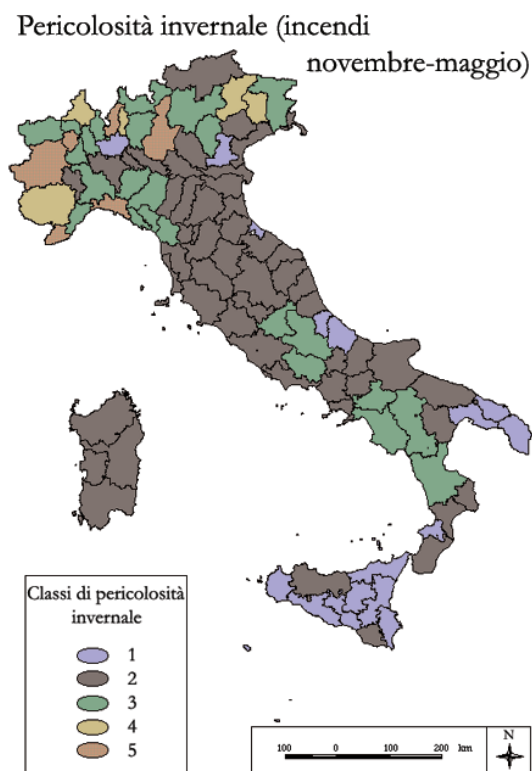 Pericolosità invernale (incendi
novembre-maggio)
Classi di pericolosità
invernale
1
2
3
4
5
N
100 0 100 200 km